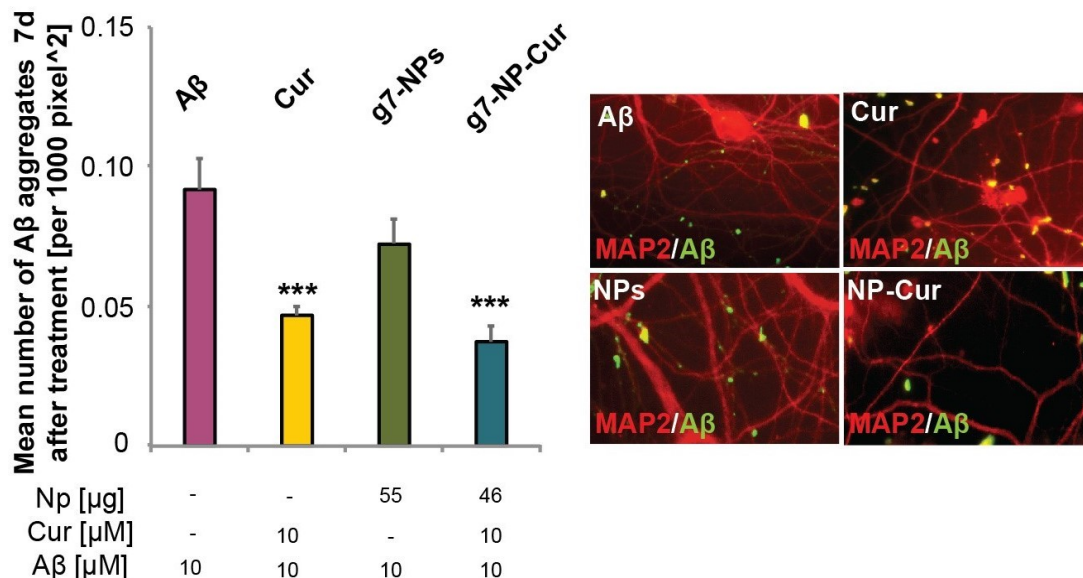 Mean number of Aβ aggregates 7d
after treatment [per 1000 pixel^2]
0.15
0.10
0.05
0
Aβ
Cur
g7-NPs
g7-NP-Cur
***
***
Np [µg] - - 55 46
Cur [µM] - 10 - 10
Aβ [µM] 10 10 10 10
Aβ
MAP2/Aβ
Cur
MAP2/Aβ
NPs
MAP2/Aβ
NP-Cur
MAP2/Aβ